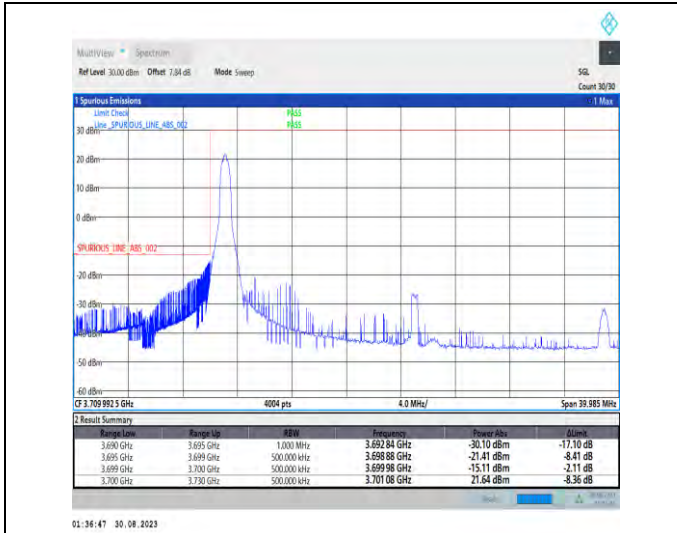 MultiView Spectrum
Ref Level 30.00 dBm Offset 7.84 dB Mode Sweep SGL
Count 30/30
1 Spurious Emissions 1 Max
Limit Check PASS
Line _SPURIOUS_LINE_ABS_002 PASS
30 dBm
20 dBm
10 dBm
0 dBm
_SPURIOUS_LINE_ABS_002
-20 dBm
-30 dBm
-40 dBm
-50 dBm
-60 dBm
CF 3.709 992 5 GHz 4004 pts 4.0 MHz/ Span 39.985 MHz
2 Result Summary
Range Low Range Up RBW Frequency Power Abs ΔLimit
3.690 GHz 3.695 GHz 1.000 MHz 3.692 84 GHz -30.10 dBm -17.10 dB
3.695 GHz 3.699 GHz 500.000 kHz 3.698 88 GHz -21.41 dBm -8.41 dB
3.699 GHz 3.700 GHz 500.000 kHz 3.699 98 GHz -15.11 dBm -2.11 dB
3.700 GHz 3.730 GHz 500.000 kHz 3.701 08 GHz 21.64 dBm -8.36 dB
Ready
01:36:47 30.08.2023